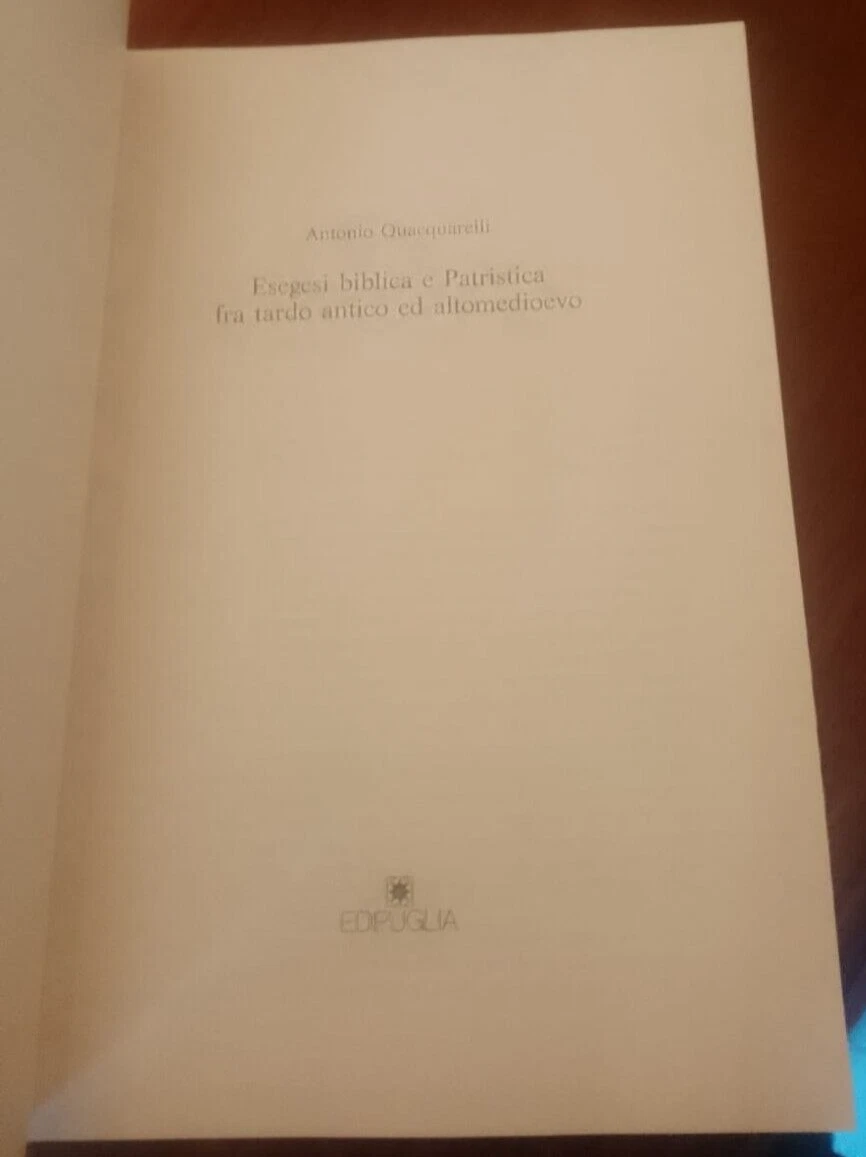 Antonio Quacquarelli
Esegesi biblica e Patristica
fra tardo antico ed altomedioevo
EDIPUGLIA